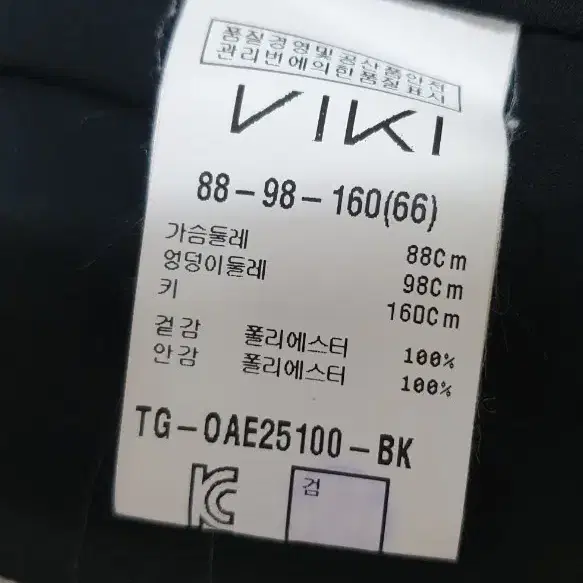 품질경영및공산품안전
관리법에의한품질표시
VIKI
88-98-160(66)
가슴둘레 88Cm
엉덩이둘레 98Cm
키 160Cm
겉감 폴리에스터 100%
안감 폴리에스터 100%
TG-OAE25100-BK
KC
검